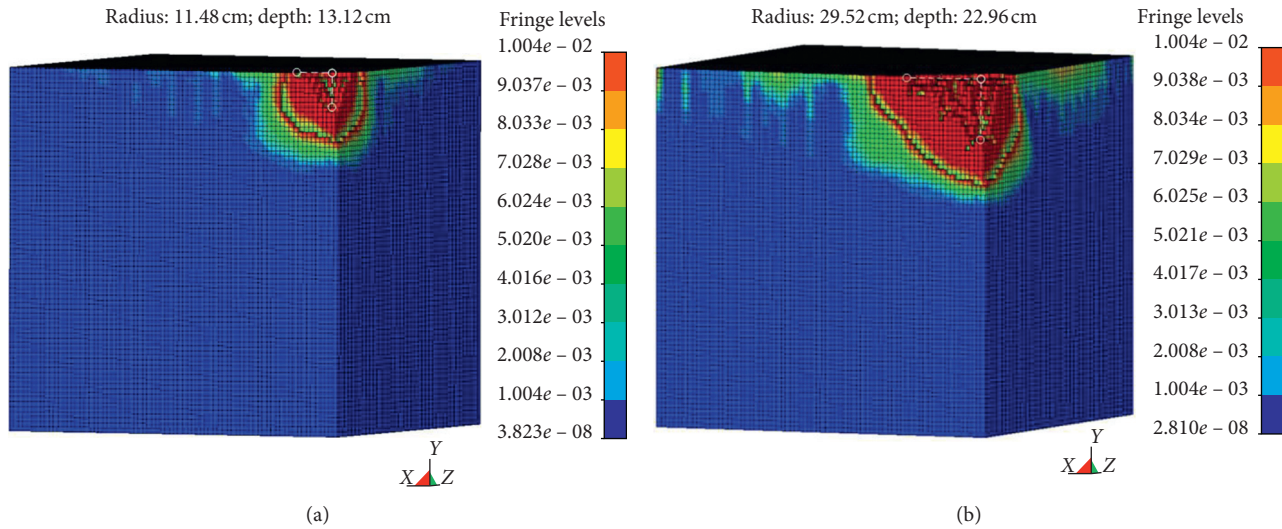 Radius: 11.48 cm; depth: 13.12 cm
Fringe levels
1.004e – 02
9.037e – 03
8.033e – 03
7.028e – 03
6.024e – 03
5.020e – 03
4.016e – 03
3.012e – 03
2.008e – 03
1.004e – 03
3.823e – 08
Y
X Z
(a)
Radius: 29.52 cm; depth: 22.96 cm
Fringe levels
1.004e – 02
9.038e – 03
8.034e – 03
7.029e – 03
6.025e – 03
5.021e – 03
4.017e – 03
3.013e – 03
2.008e – 03
1.004e – 03
2.810e – 08
Y
X Z
(b)